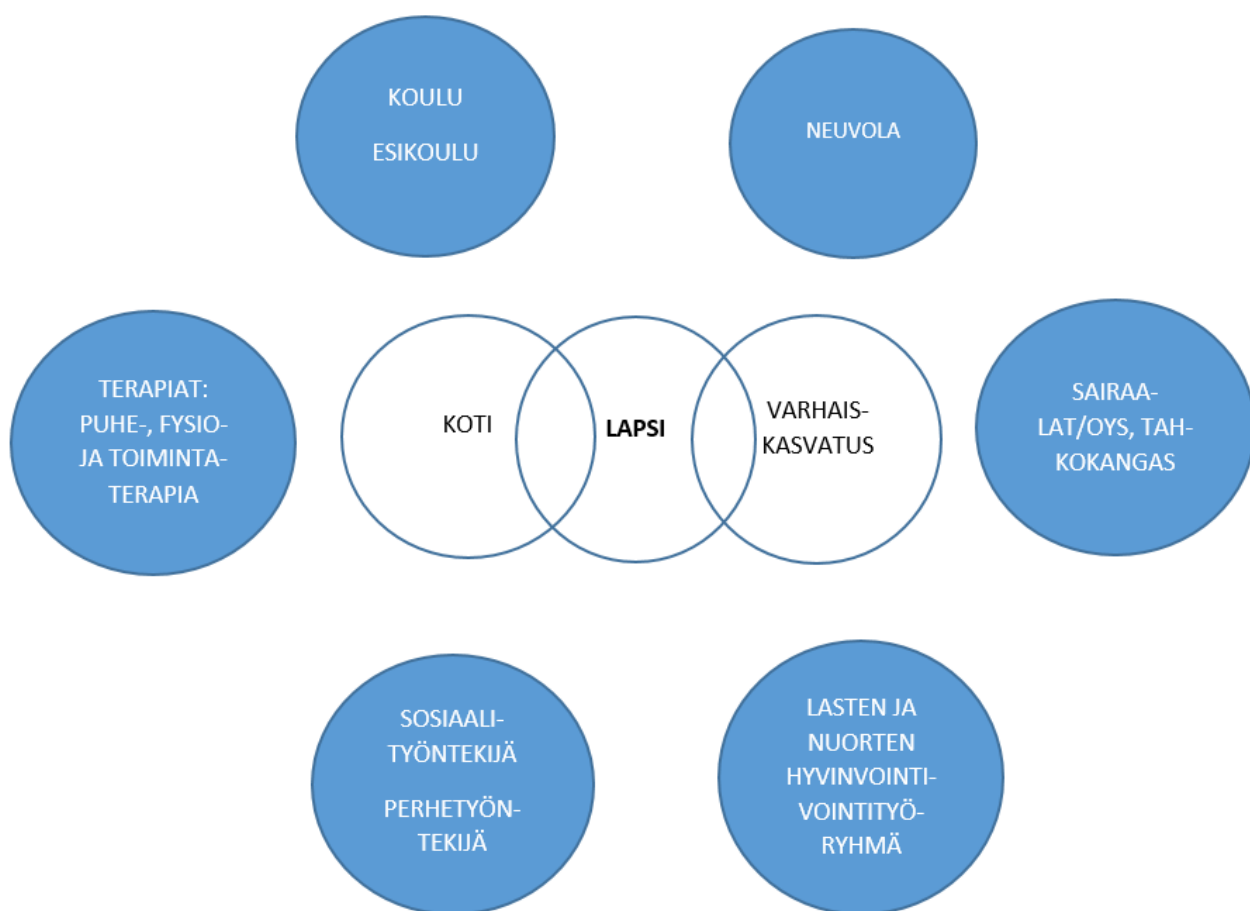 KOULU
ESIKOULU
NEUVOLA
TERAPIAT:
PUHE-, FYSIO-
JA TOIMINTA-
TERAPIA
KOTI
LAPSI
VARHAIS-
KASVATUS
SAIRAA-
LAT/OYS, TAH-
KOKANGAS
SOSIAALI-
TYÖNTEKIJÄ
PERHETYÖN-
TEKIJÄ
LASTEN JA
NUORTEN
HYVINVOINTI-
VOINTITYÖ-
RYHMÄ